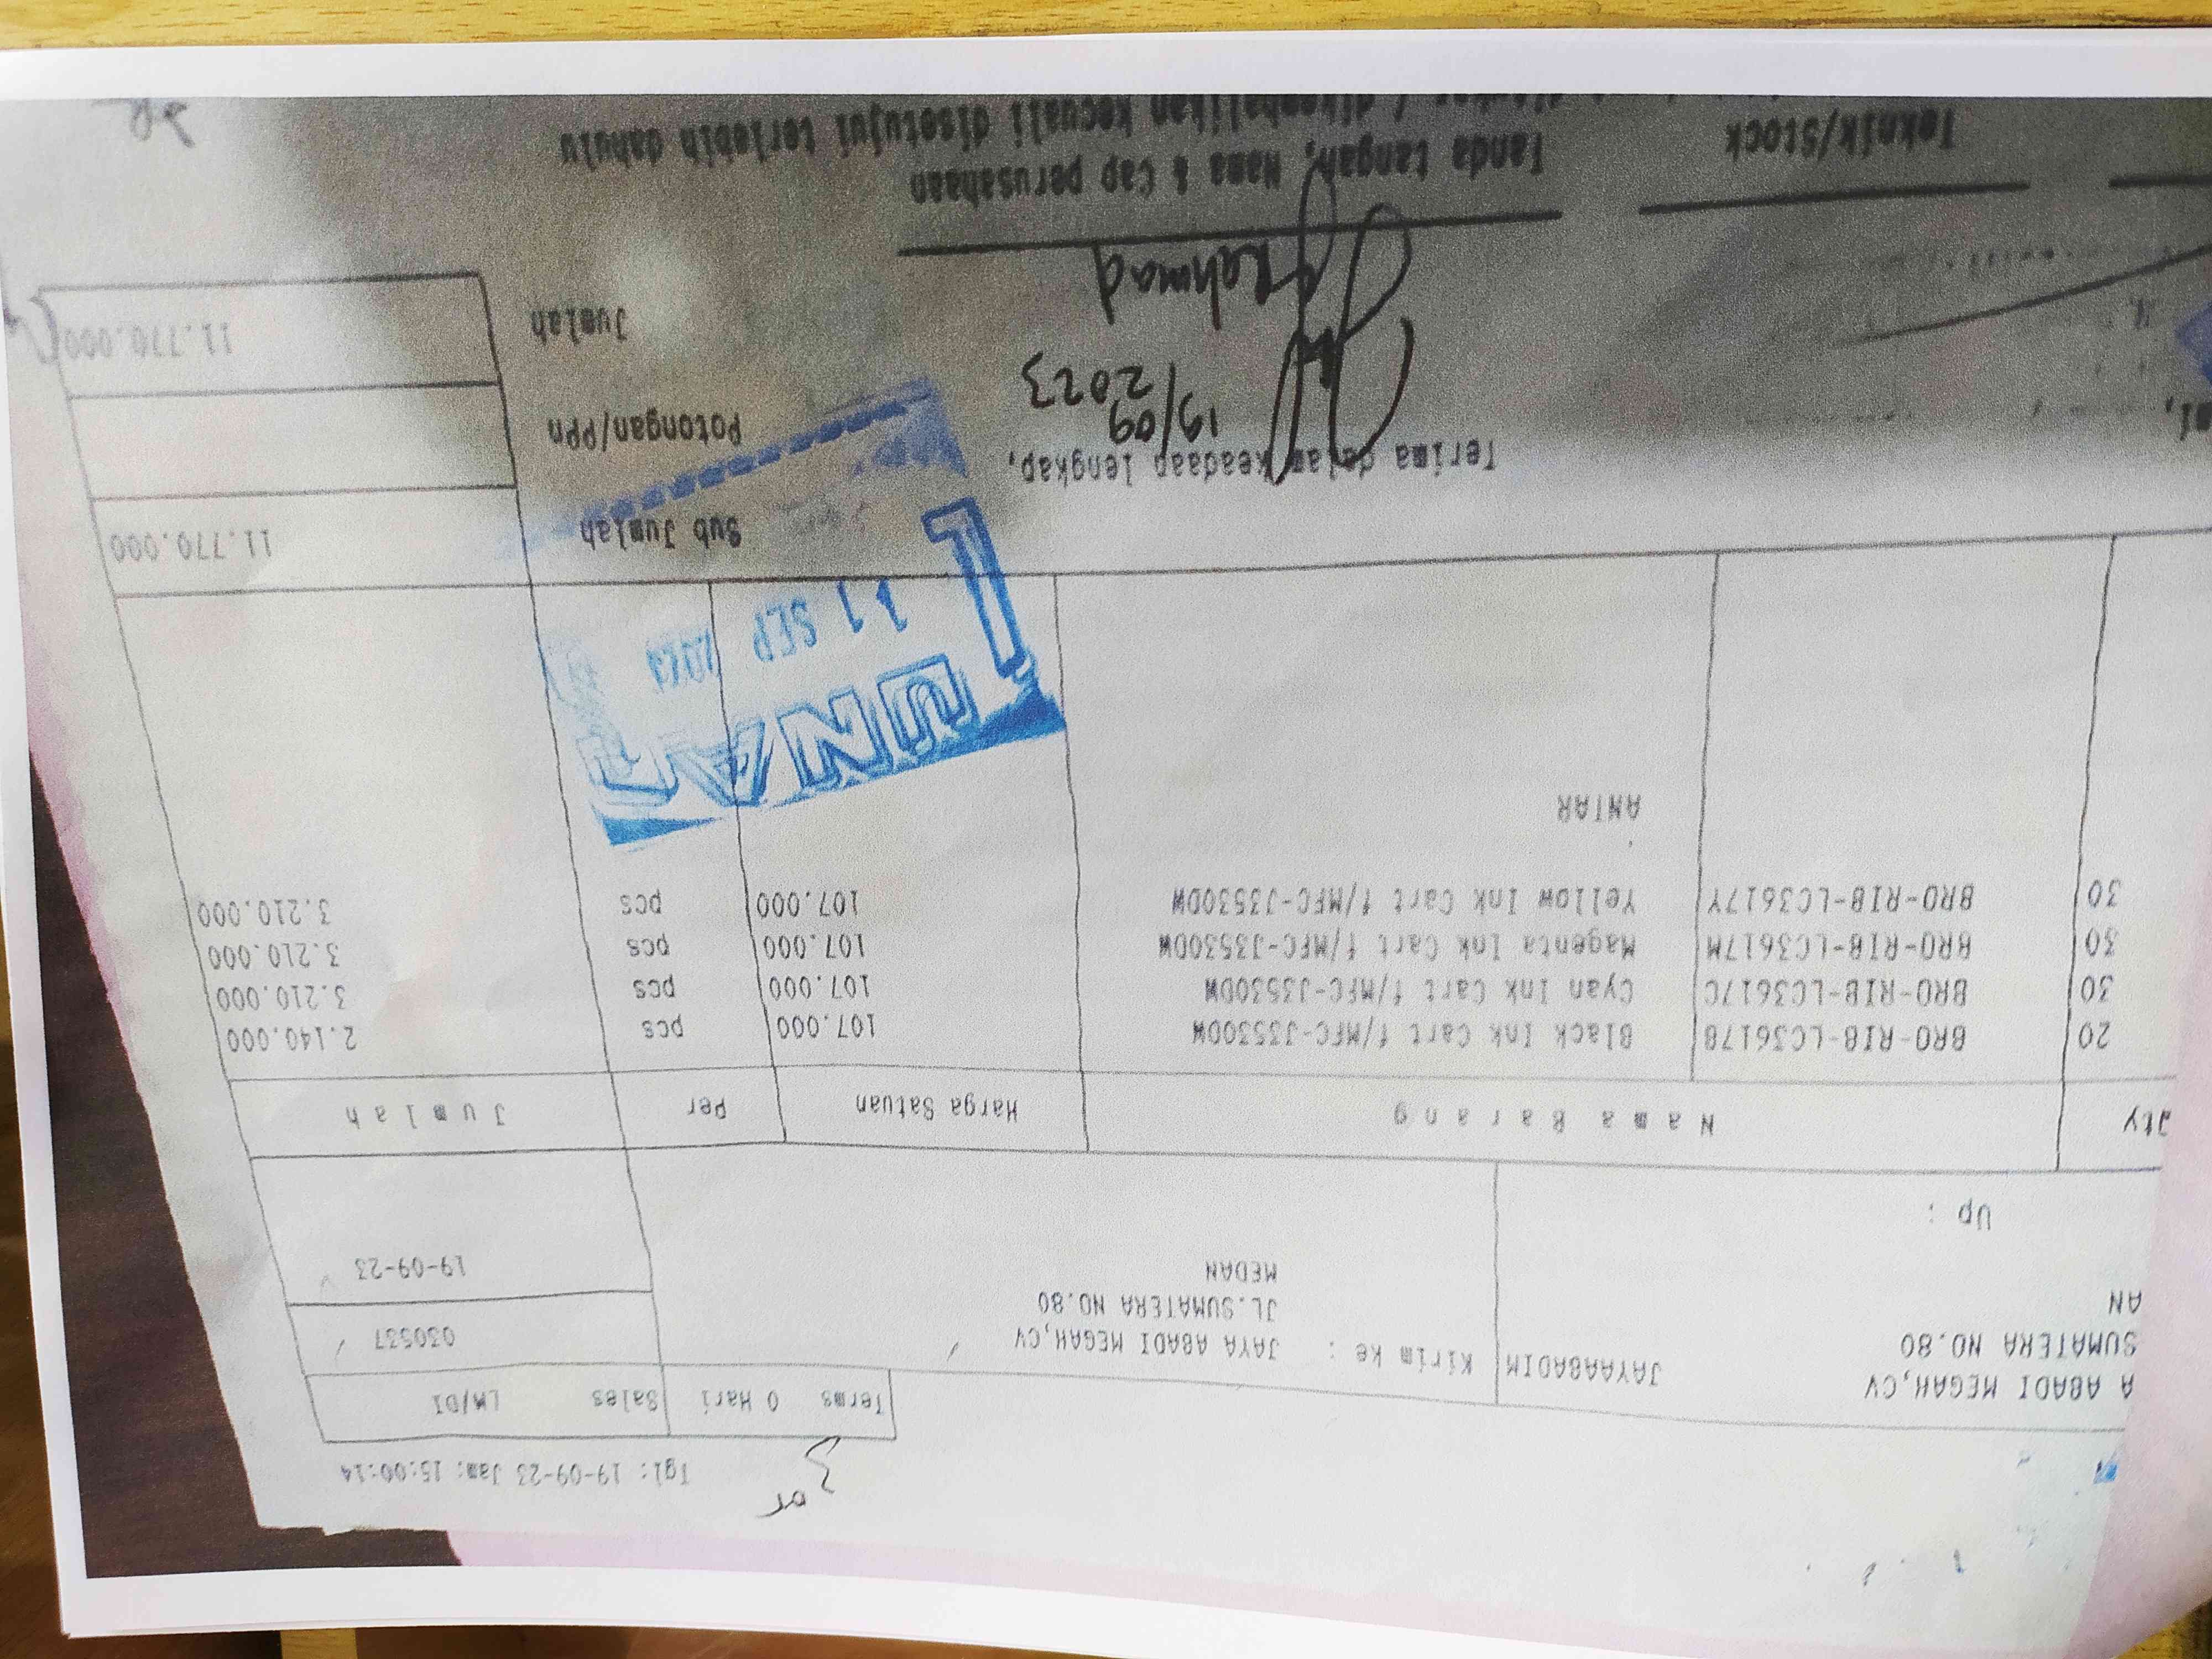 Tgl: 19-09-23 Jam: 15:00:14
Terms 0 Hari Sales LM/DI
A ABADI MEGAH,CV JAYAABADIM Kirim ke : JAYA ABADI MEGAH,CV 030537
SUMATERA NO.80 JL.SUMATERA NO.80
AN MEDAN 19-09-23
Up :
Qty Nama Barang Harga Satuan Per Jumlah
20 BRO-RIB-LC3617B Black Ink Cart f/MFC-J3530DW 107.000 pcs 2.140.000
30 BRO-RIB-LC3617C Cyan Ink Cart f/MFC-J3530DW 107.000 pcs 3.210.000
30 BRO-RIB-LC3617M Magenta Ink Cart f/MFC-J3530DW 107.000 pcs 3.210.000
30 BRO-RIB-LC3617Y Yellow Ink Cart f/MFC-J3530DW 107.000 pcs 3.210.000
ANTAR
LUNAS
SEP
Sub Jumlah 11.770.000
Terima dalam keadaan lengkap,
19/09
2023
Potongan/PPn
Rahmad
Jumlah 11.770.000
Teknik/Stock Tanda tangan, Nama & Cap perusahaan
ditukar / dikembalikan kecuali disetujui terlebih dahulu